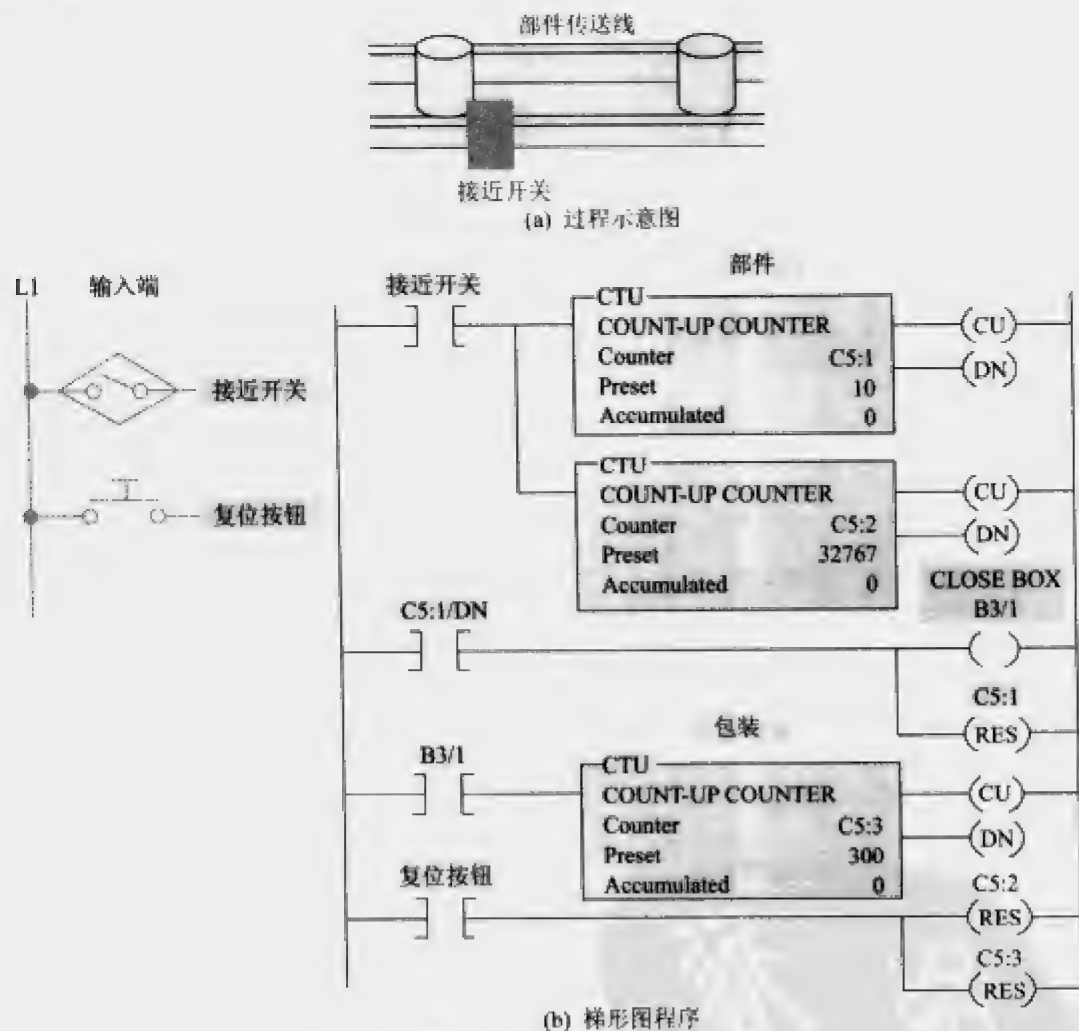 部件传送线
接近开关
(a) 过程示意图
L1 输入端
接近开关
复位按钮
接近开关
部件
CTU
COUNT-UP COUNTER
Counter C5:1
Preset 10
Accumulated 0
(CU)
(DN)
CTU
COUNT-UP COUNTER
Counter C5:2
Preset 32767
Accumulated 0
(CU)
(DN)
CLOSE BOX
B3/1
C5:1/DN
C5:1
(RES)
B3/1
包装
CTU
COUNT-UP COUNTER
Counter C5:3
Preset 300
Accumulated 0
(CU)
(DN)
复位按钮
C5:2
(RES)
C5:3
(RES)
(b) 梯形图程序